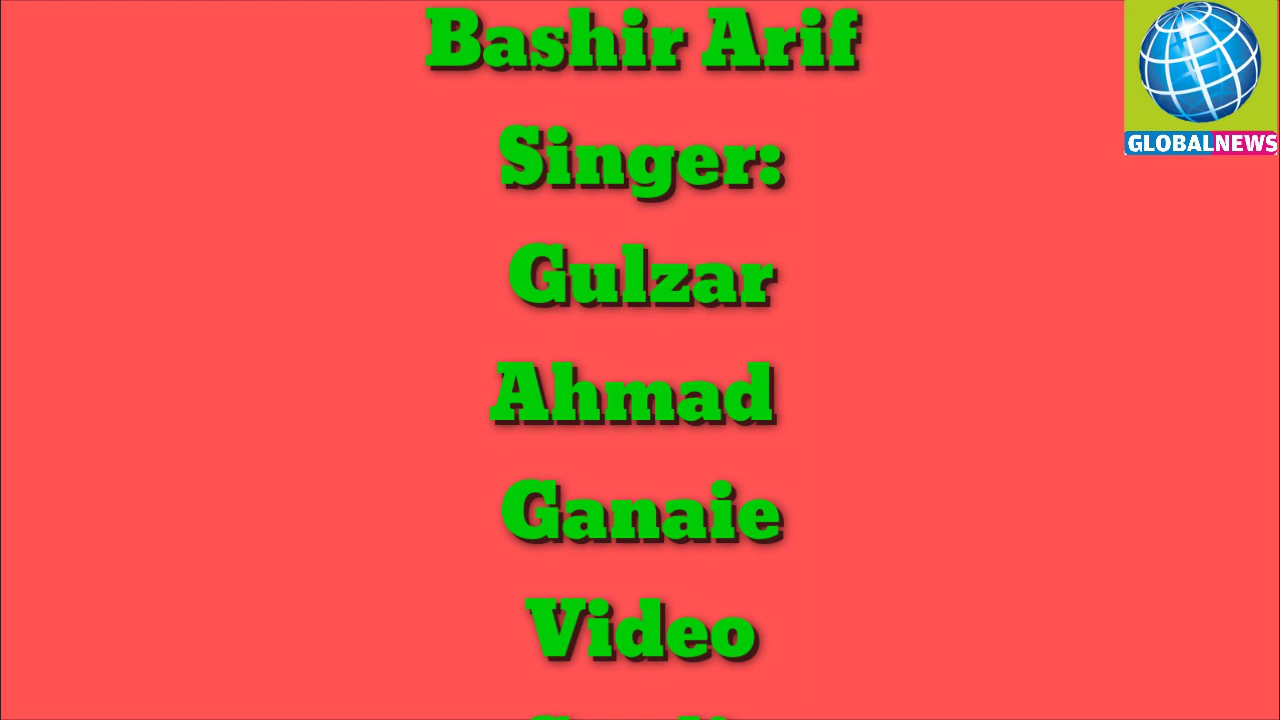 Bashir Arif
Singer:
Gulzar
Ahmad
Ganaie
Video
GLOBALNEWS